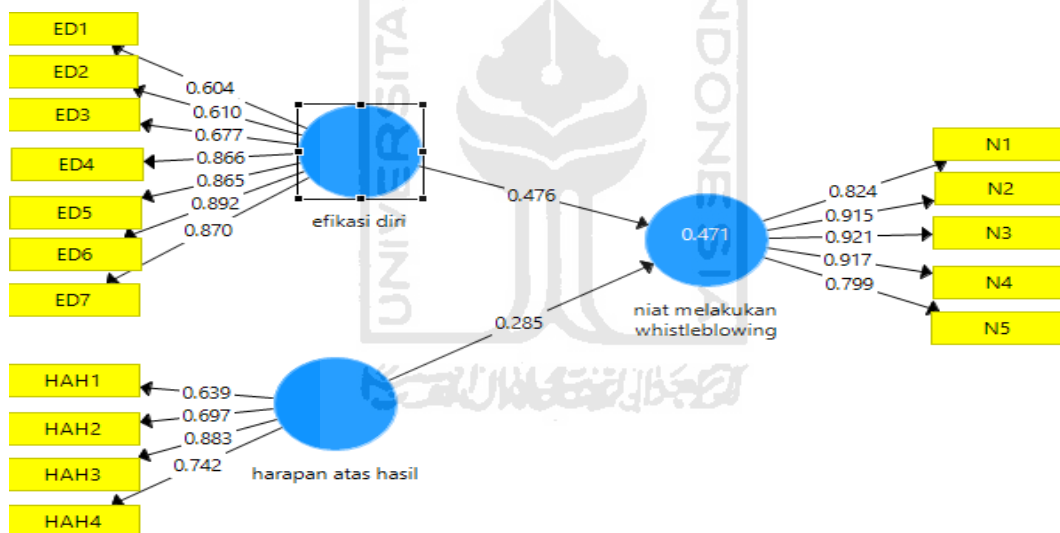 ED1
ED2
ED3
ED4
ED5
ED6
ED7
0.604
0.610
0.677
0.866
0.865
0.892
0.870
efikasi diri
0.476
0.471
niat melakukan
whistleblowing
0.824
0.915
0.921
0.917
0.799
N1
N2
N3
N4
N5
0.285
HAH1
HAH2
HAH3
HAH4
0.639
0.697
0.883
0.742
harapan atas hasil